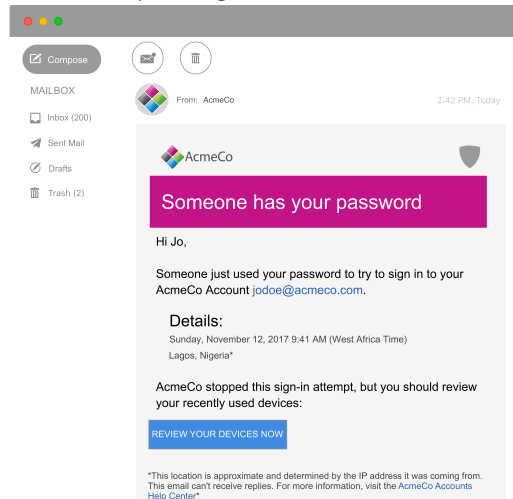 Compose
MAILBOX
Inbox (200)
Sent Mail
Drafts
Trash (2)
From: AcmeCo
2:42 PM, Today
AcmeCo
Someone has your password
Hi Jo,
Someone just used your password to try to sign in to your
AcmeCo Account jodoe@acmeco.com.
Details:
Sunday, November 12, 2017 9:41 AM (West Africa Time)
Lagos, Nigeria*
AcmeCo stopped this sign-in attempt, but you should review
your recently used devices:
REVIEW YOUR DEVICES NOW
*This location is approximate and determined by the IP address it was coming from.
This email can't receive replies. For more information, visit the AcmeCo Accounts
Help Center*